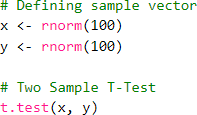 # Defining sample vector
x <- rnorm(100)
y <- rnorm(100)
# Two Sample T-Test
t.test(x, y)